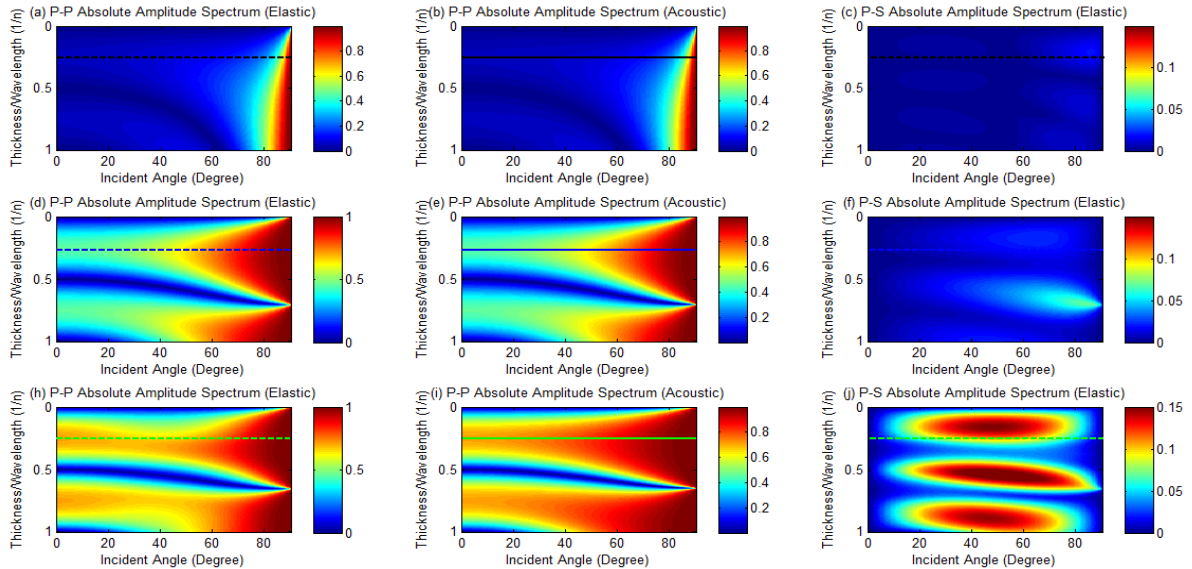 (a) P-P Absolute Amplitude Spectrum (Elastic)
Thickness/Wavelength (1/n)
0
0.5
1
0 20 40 60 80
Incident Angle (Degree)
0.8
0.6
0.4
0.2
0
(b) P-P Absolute Amplitude Spectrum (Acoustic)
Thickness/Wavelength (1/n)
0
0.5
1
0 20 40 60 80
Incident Angle (Degree)
0.8
0.6
0.4
0.2
0
(c) P-S Absolute Amplitude Spectrum (Elastic)
Thickness/Wavelength (1/n)
0
0.5
1
0 20 40 60 80
Incident Angle (Degree)
0.1
0.05
0
(d) P-P Absolute Amplitude Spectrum (Elastic)
Thickness/Wavelength (1/n)
0
0.5
1
0 20 40 60 80
Incident Angle (Degree)
1
0.5
0
(e) P-P Absolute Amplitude Spectrum (Acoustic)
Thickness/Wavelength (1/n)
0
0.5
1
0 20 40 60 80
Incident Angle (Degree)
0.8
0.6
0.4
0.2
(f) P-S Absolute Amplitude Spectrum (Elastic)
Thickness/Wavelength (1/n)
0
0.5
1
0 20 40 60 80
Incident Angle (Degree)
0.1
0.05
0
(h) P-P Absolute Amplitude Spectrum (Elastic)
Thickness/Wavelength (1/n)
0
0.5
1
0 20 40 60 80
Incident Angle (Degree)
1
0.5
0
(i) P-P Absolute Amplitude Spectrum (Acoustic)
Thickness/Wavelength (1/n)
0
0.5
1
0 20 40 60 80
Incident Angle (Degree)
0.8
0.6
0.4
0.2
(j) P-S Absolute Amplitude Spectrum (Elastic)
Thickness/Wavelength (1/n)
0
0.5
1
0 20 40 60 80
Incident Angle (Degree)
0.15
0.1
0.05
0